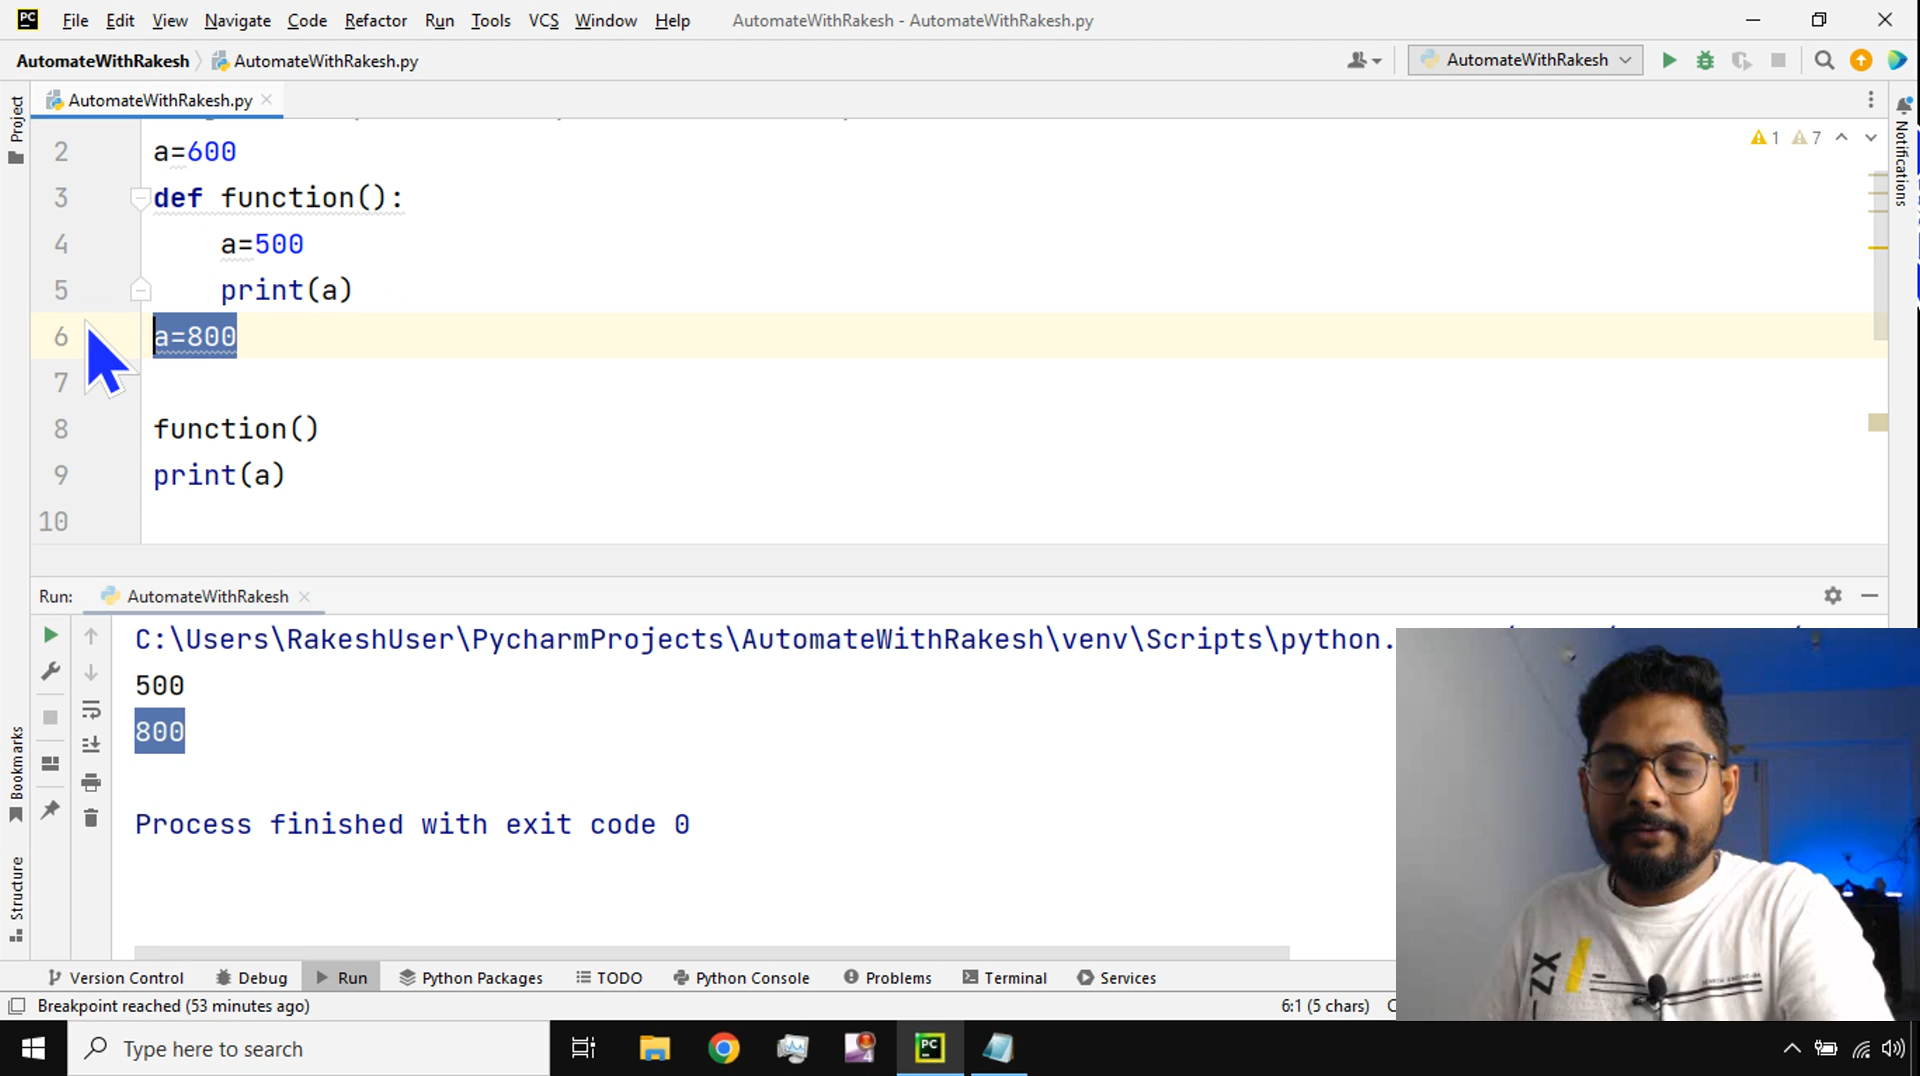 PC File Edit View Navigate Code Refactor Run Tools VCS Window Help AutomateWithRakesh - AutomateWithRakesh.py
AutomateWithRakesh AutomateWithRakesh.py AutomateWithRakesh
Project
AutomateWithRakesh.py
Notifications
1 7
2 a=600
3 def function():
4 a=500
5 print(a)
6 a=800
7
8 function()
9 print(a)
10
Run: AutomateWithRakesh
C:\Users\RakeshUser\PycharmProjects\AutomateWithRakesh\venv\Scripts\python.
500
800
Process finished with exit code 0
Bookmarks
Structure
Version Control Debug Run Python Packages TODO Python Console Problems Terminal Services
Breakpoint reached (53 minutes ago) 6:1 (5 chars)
Type here to search
4
PC